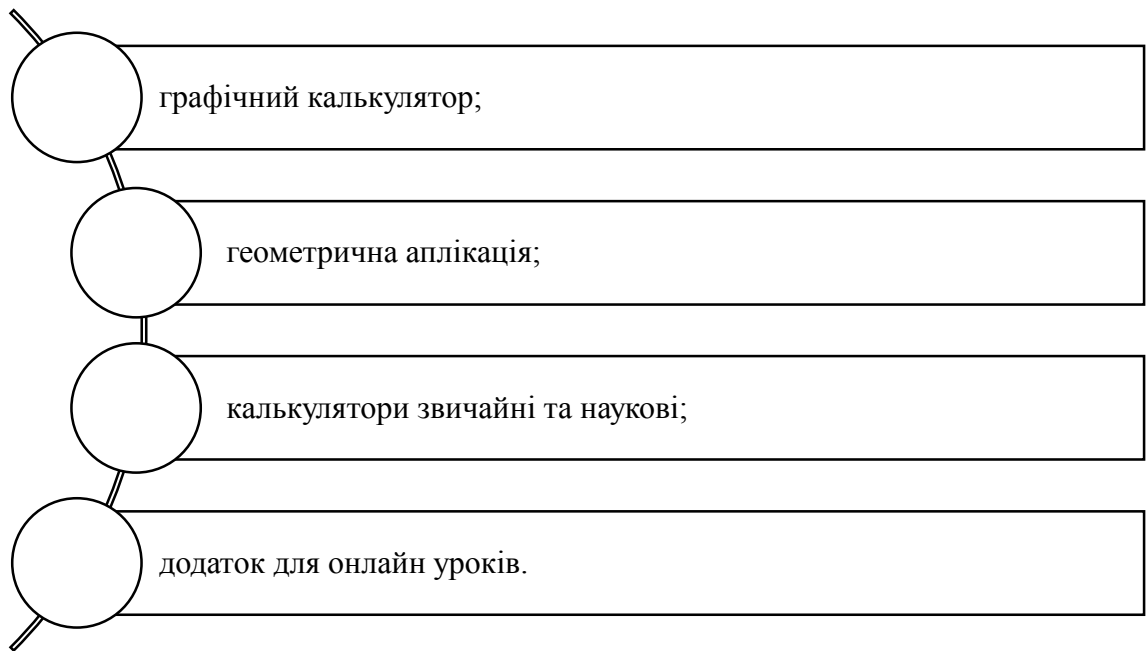 графічний калькулятор;
геометрична аплікація;
калькулятори звичайні та наукові;
додаток для онлайн уроків.